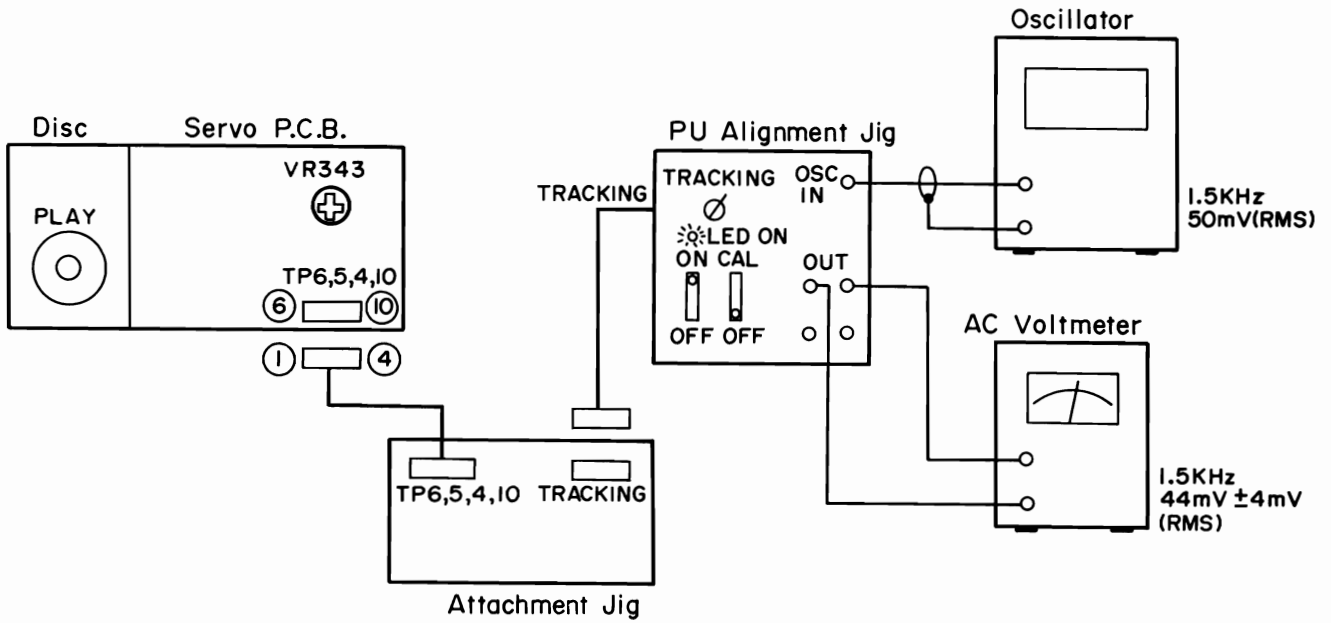 Disc
Servo P.C.B.
PLAY
VR343
TP6,5,4,10
6
10
1
4
TP6,5,4,10
TRACKING
Attachment Jig
TRACKING
PU Alignment Jig
TRACKING
OSC
IN
LED ON
ON CAL
OFF OFF
OUT
Oscillator
1.5KHz
50mV(RMS)
AC Voltmeter
1.5KHz
44mV ±4mV
(RMS)